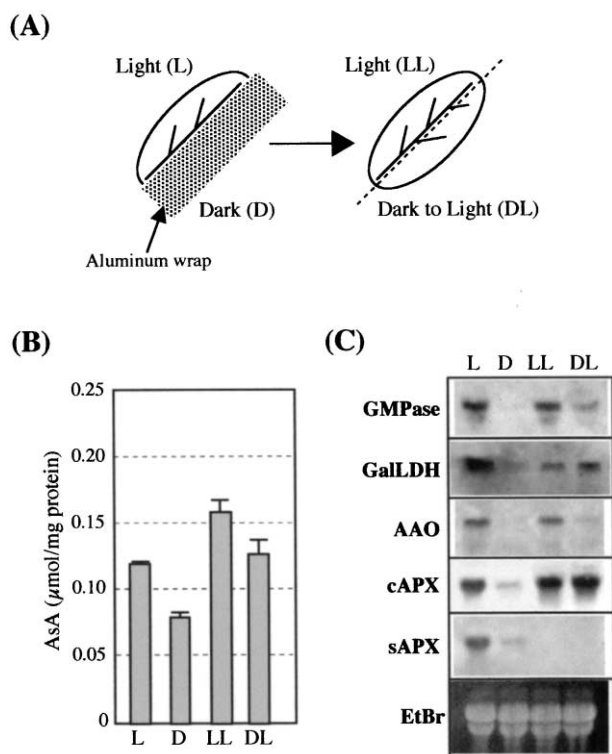 (A)
Light (L)
Light (LL)
Dark (D)
Dark to Light (DL)
Aluminum wrap
(B)
0.25
0.20
0.15
0.10
0.05
0
AsA (µmol/mg protein)
L D LL DL
(C)
L D LL DL
GMPase
GalLDH
AAO
cAPX
sAPX
EtBr